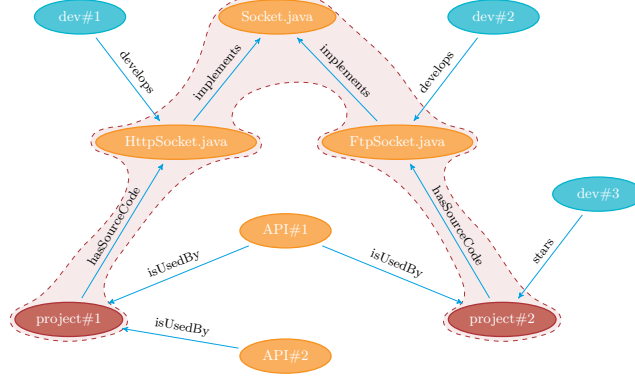 dev#1
Socket.java
dev#2
develops
implements
implements
develops
HttpSocket.java
FtpSocket.java
hasSourceCode
hasSourceCode
dev#3
API#1
isUsedBy
isUsedBy
stars
project#1
isUsedBy
project#2
API#2